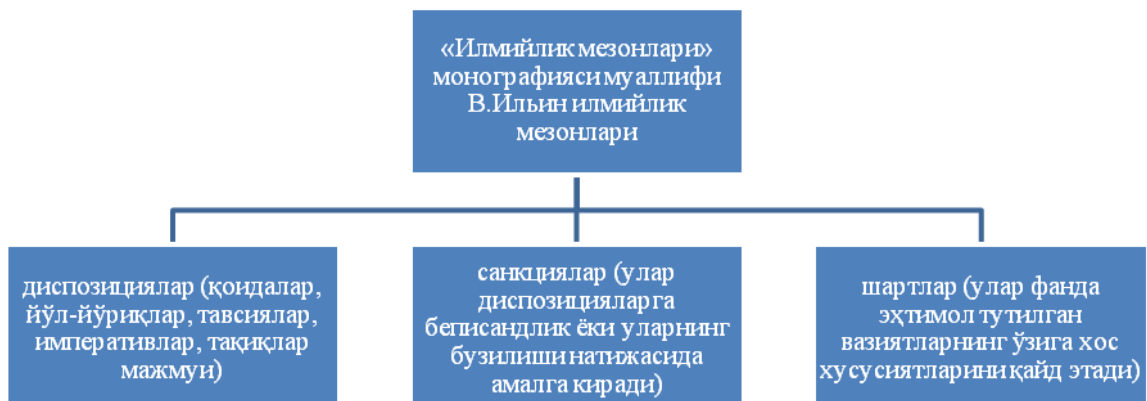 «Илмийлик мезонлари»
монографияси муаллифи
В.Ильин илмийлик
мезонлари
диспозициялар (қоидалар,
йўл-йўриқлар, тавсиялар,
императивлар, тақиқлар
мажмуи)
санкциялар (улар
диспозицияларга
беписандлик ёки уларнинг
бузилиши натижасида
амалга киради)
шартлар (улар фанда
эҳтимол тутилган
вазиятларнинг ўзига хос
хусусиятларини қайд этади)